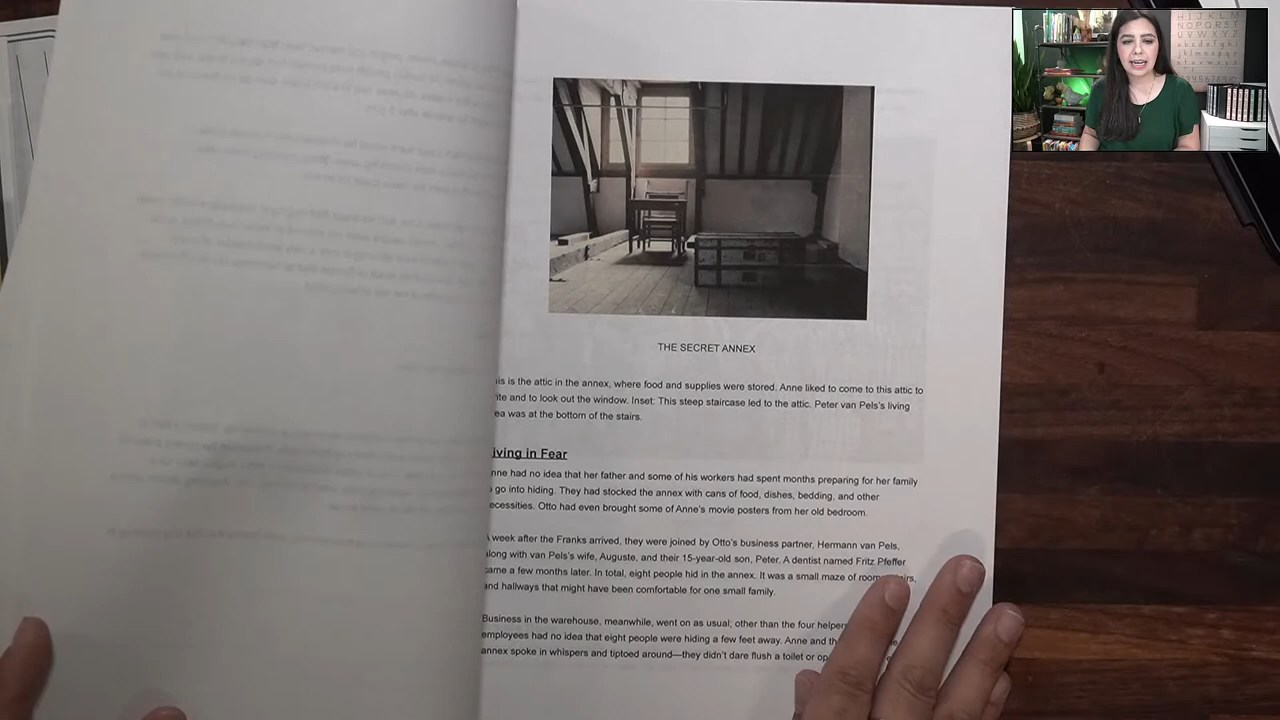 H I J K L M
N O P Q R S T
U V W X Y Z
THE SECRET ANNEX
is is the attic in the annex, where food and supplies were stored. Anne liked to come to this attic to
ite and to look out the window. Inset: This steep staircase led to the attic. Peter van Pels's living
ea was at the bottom of the stairs.
iving in Fear
nne had no idea that her father and some of his workers had spent months preparing for her family
go into hiding. They had stocked the annex with cans of food, dishes, bedding, and other
ecessities. Otto had even brought some of Anne's movie posters from her old bedroom.
week after the Franks arrived, they were joined by Otto's business partner, Hermann van Pels,
long with van Pels's wife, Auguste, and their 15-year-old son, Peter. A dentist named Fritz Pfeffer
ame a few months later. In total, eight people hid in the annex. It was a small maze of room irs,
and hallways that might have been comfortable for one small family.
Business in the warehouse, meanwhile, went on as usual; other than the four helpers
employees had no idea that eight people were hiding a few feet away. Anne and th
annex spoke in whispers and tiptoed around—they didn't dare flush a toilet or op